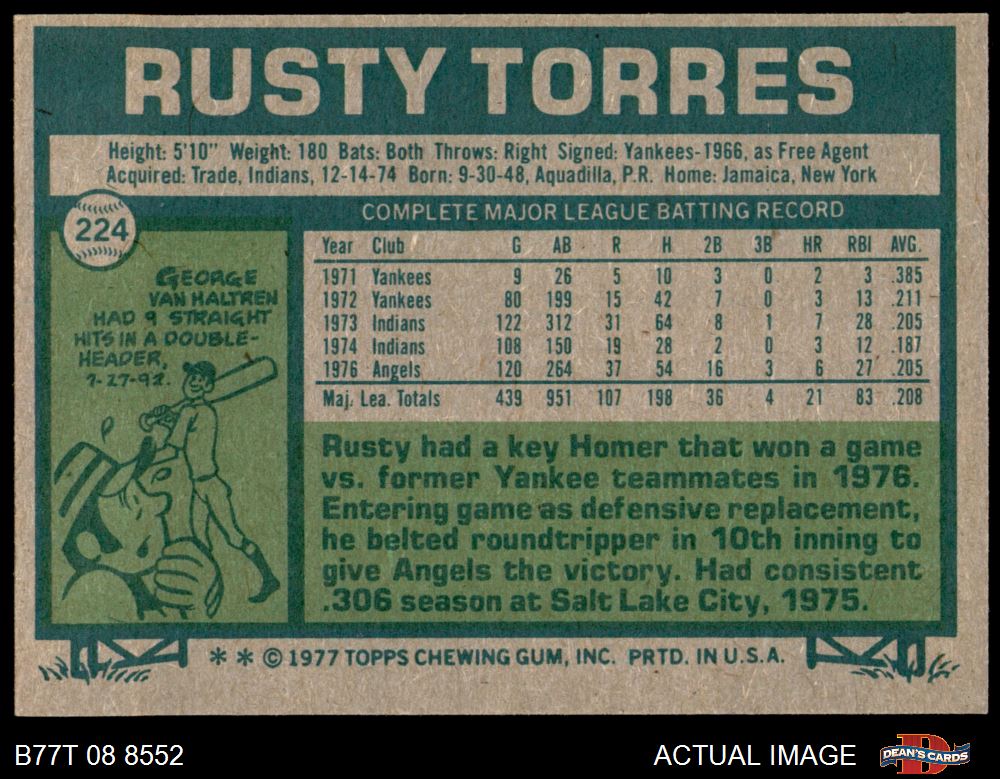 RUSTY TORRES
Height: 5'10" Weight: 180 Bats: Both Throws: Right Signed: Yankees-1966, as Free Agent
Acquired: Trade, Indians, 12-14-74 Born: 9-30-48, Aquadilla, P.R. Home: Jamaica, New York
224
GEORGE
VAN HALTREN
HAD 9 STRAIGHT
HITS IN A DOUBLE-
HEADER,
7-27-92.
COMPLETE MAJOR LEAGUE BATTING RECORD
Year Club G AB R H 2B 3B HR RBI AVG.
1971 Yankees 9 26 5 10 3 0 2 3 .385
1972 Yankees 80 199 15 42 7 0 3 13 .211
1973 Indians 122 312 31 64 8 1 7 28 .205
1974 Indians 108 150 19 28 2 0 3 12 .187
1976 Angels 120 264 37 54 16 3 6 27 .205
Maj. Lea. Totals 439 951 107 198 36 4 21 83 .208
Rusty had a key Homer that won a game
vs. former Yankee teammates in 1976.
Entering game as defensive replacement,
he belted roundtripper in 10th inning to
give Angels the victory. Had consistent
.306 season at Salt Lake City, 1975.
* * © 1977 TOPPS CHEWING GUM, INC. PRTD. IN U.S.A.
B77T 08 8552
ACTUAL IMAGE
DEAN'S CARDS